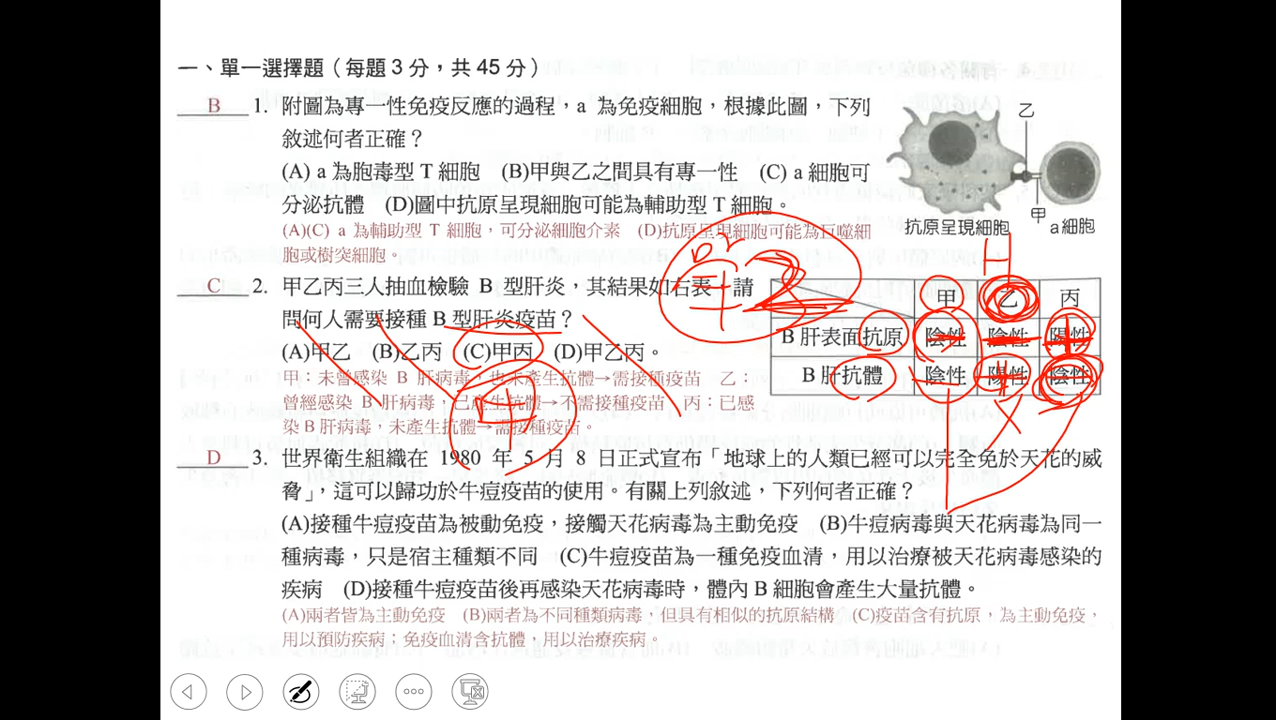 一、單一選擇題（每題3分，共45分）
B 1. 附圖為專一性免疫反應的過程，a 為免疫細胞，根據此圖，下列
敘述何者正確？
(A) a 為胞毒型 T 細胞 (B)甲與乙之間具有專一性 (C) a 細胞可
分泌抗體 (D)圖中抗原呈現細胞可能為輔助型 T 細胞。
(A)(C) a 為輔助型 T 細胞，可分泌細胞介素 (D)抗原呈現細胞可能為巨噬細
胞或樹突細胞。
乙
甲
抗原呈現細胞
a細胞
C 2. 甲乙丙三人抽血檢驗 B 型肝炎，其結果如右表，請
問何人需要接種 B 型肝炎疫苗？
(A)甲乙 (B)乙丙 (C)甲丙 (D)甲乙丙。
甲：未曾感染 B 肝病毒，也未產生抗體→需接種疫苗 乙：
曾經感染 B 肝病毒，已產生抗體→不需接種疫苗 丙：已感
染 B 肝病毒，未產生抗體→需接種疫苗。
甲 乙 丙
B 肝表面抗原 陰性 陰性 陽性
B 肝抗體 陰性 陽性 陰性
D 3. 世界衛生組織在 1980 年 5 月 8 日正式宣布「地球上的人類已經可以完全免於天花的威
脅」，這可以歸功於牛痘疫苗的使用。有關上列敘述，下列何者正確？
(A)接種牛痘疫苗為被動免疫，接觸天花病毒為主動免疫 (B)牛痘病毒與天花病毒為同一
種病毒，只是宿主種類不同 (C)牛痘疫苗為一種免疫血清，用以治療被天花病毒感染的
疾病 (D)接種牛痘疫苗後再感染天花病毒時，體內 B 細胞會產生大量抗體。
(A)兩者皆為主動免疫 (B)兩者為不同種類病毒，但具有相似的抗原結構 (C)疫苗含有抗原，為主動免疫，
用以預防疾病；免疫血清含抗體，用以治療疾病。